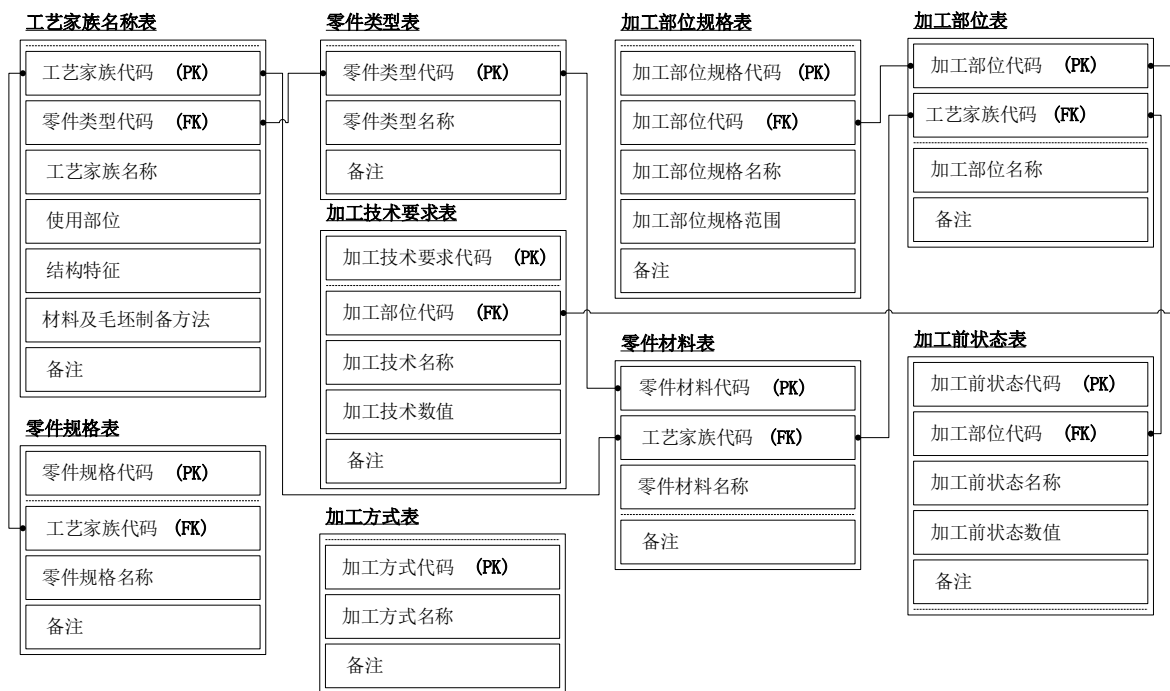 工艺家族名称表
工艺家族代码 (PK)
零件类型代码 (FK)
工艺家族名称
使用部位
结构特征
材料及毛坯制备方法
备注
零件规格表
零件规格代码 (PK)
工艺家族代码 (FK)
零件规格名称
备注
零件类型表
零件类型代码 (PK)
零件类型名称
备注
加工技术要求表
加工技术要求代码 (PK)
加工部位代码 (FK)
加工技术名称
加工技术数值
备注
加工方式表
加工方式代码 (PK)
加工方式名称
备注
加工部位规格表
加工部位规格代码 (PK)
加工部位代码 (FK)
加工部位规格名称
加工部位规格范围
备注
零件材料表
零件材料代码 (PK)
工艺家族代码 (FK)
零件材料名称
备注
加工部位表
加工部位代码 (PK)
工艺家族代码 (FK)
加工部位名称
备注
加工前状态表
加工前状态代码 (PK)
加工部位代码 (FK)
加工前状态名称
加工前状态数值
备注